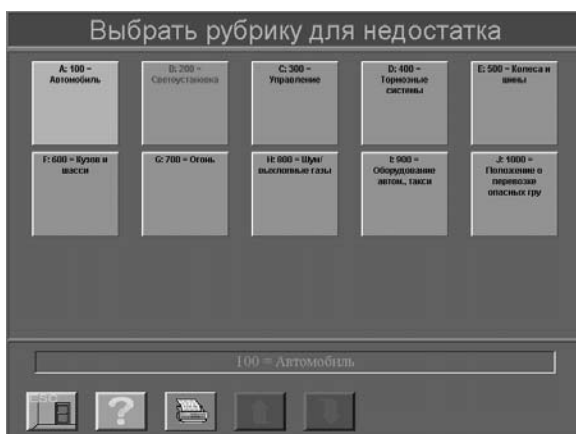 Выбрать рубрику для недостатка
A: 100 =
Автомобиль
B: 200 =
Светоустановка
C: 300 =
Управление
D: 400 =
Тормозные
системы
E: 500 = Колеса и
шины
F: 600 = Кузов и
шасси
G: 700 = Огонь
H: 800 = Шум/
выхлопные газы
I: 900 =
Оборудование
автом., такси
J: 1000 =
Положение о
перевозке
опасных гру
100 = Автомобиль
ESC
?